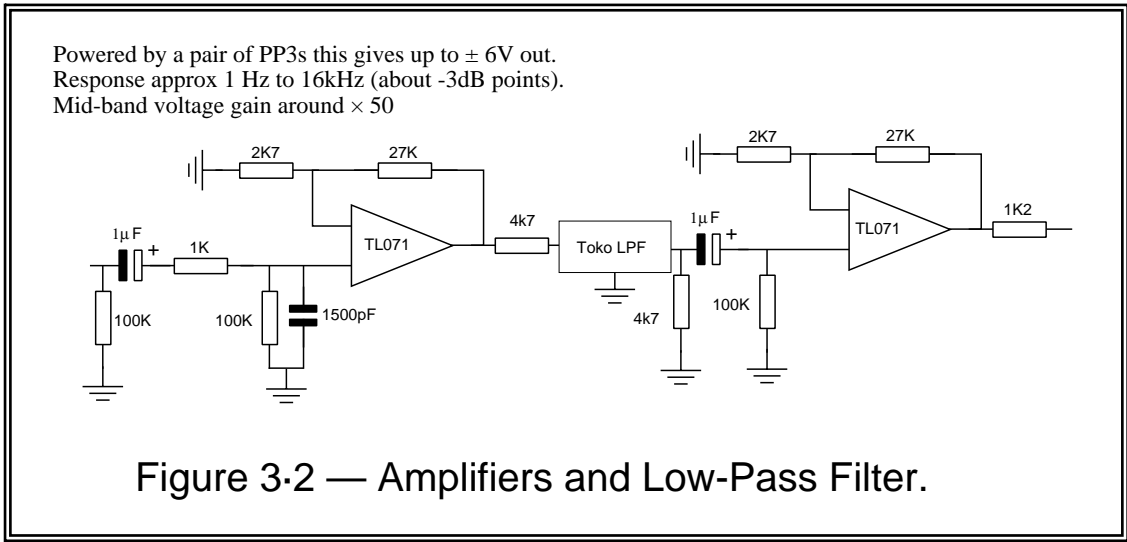 Powered by a pair of PP3s this gives up to ± 6V out.
Response approx 1 Hz to 16kHz (about -3dB points).
Mid-band voltage gain around × 50
2K7
27K
1µF
+
1K
TL071
100K
100K
1500pF
4k7
Toko LPF
4k7
1µF
+
100K
2K7
27K
TL071
1K2
Figure 3·2 — Amplifiers and Low-Pass Filter.